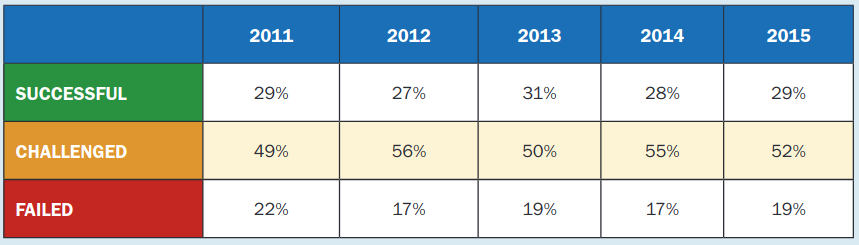 2011 2012 2013 2014 2015
SUCCESSFUL 29% 27% 31% 28% 29%
CHALLENGED 49% 56% 50% 55% 52%
FAILED 22% 17% 19% 17% 19%